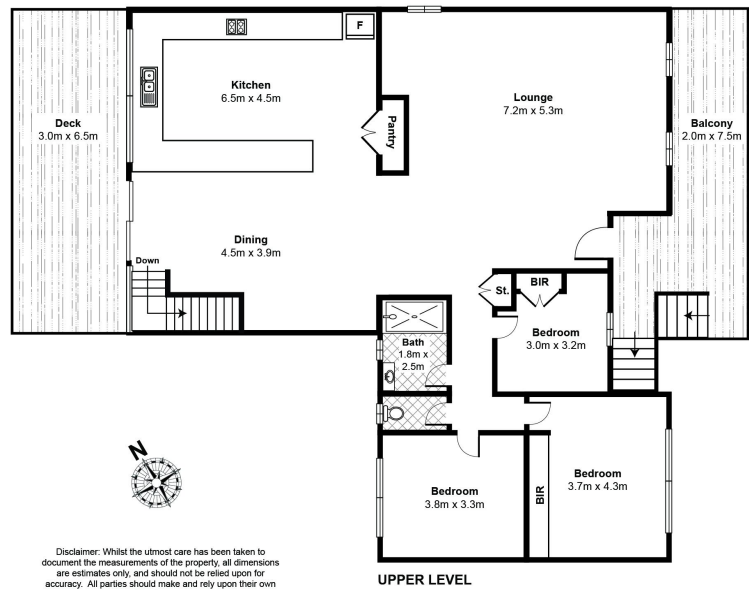 F
Kitchen
6.5m x 4.5m
Lounge
7.2m x 5.3m
Deck
3.0m x 6.5m
Pantry
Balcony
2.0m x 7.5m
Dining
4.5m x 3.9m
Down
St.
BIR
Bedroom
3.0m x 3.2m
Bath
1.8m x
2.5m
N
Bedroom
3.8m x 3.3m
BIR
Bedroom
3.7m x 4.3m
Disclaimer: Whilst the utmost care has been taken to
document the measurements of the property, all dimensions
are estimates only, and should not be relied upon for
accuracy. All parties should make and rely upon their own
UPPER LEVEL